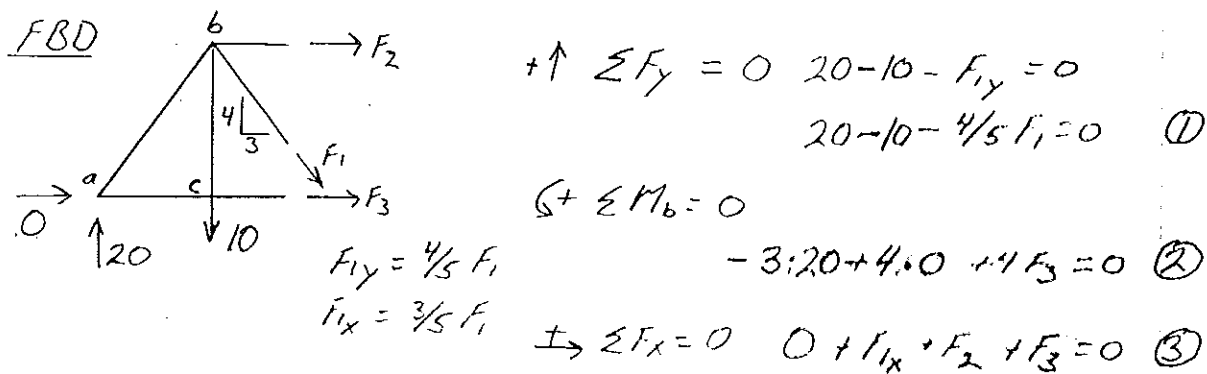 FBD
b
→ F₂
4
3
F₁
a
c
→ F₃
0
↑20
10
F₁y = 4/5 F₁
F₁x = 3/5 F₁
+↑ ΣFy = 0 20-10-F₁y = 0
20-10-4/5 F₁ = 0 ①
↺+ ΣMb = 0
-3·20+4·0+4F₃ = 0 ②
+→ ΣFx = 0 0+F₁x+F₂+F₃ = 0 ③